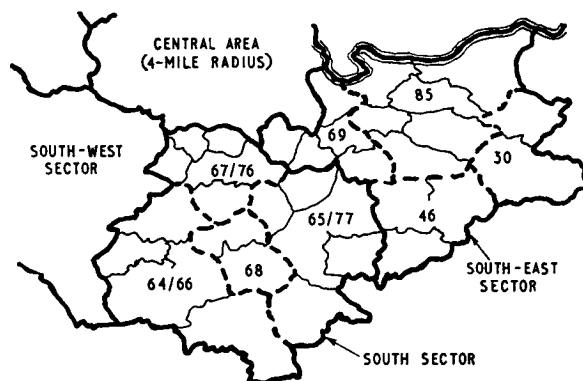 CENTRAL AREA
(4-MILE RADIUS)
85
69
SOUTH-WEST
SECTOR
67/76
30
65/77
46
64/66
68
SOUTH-EAST
SECTOR
SOUTH SECTOR